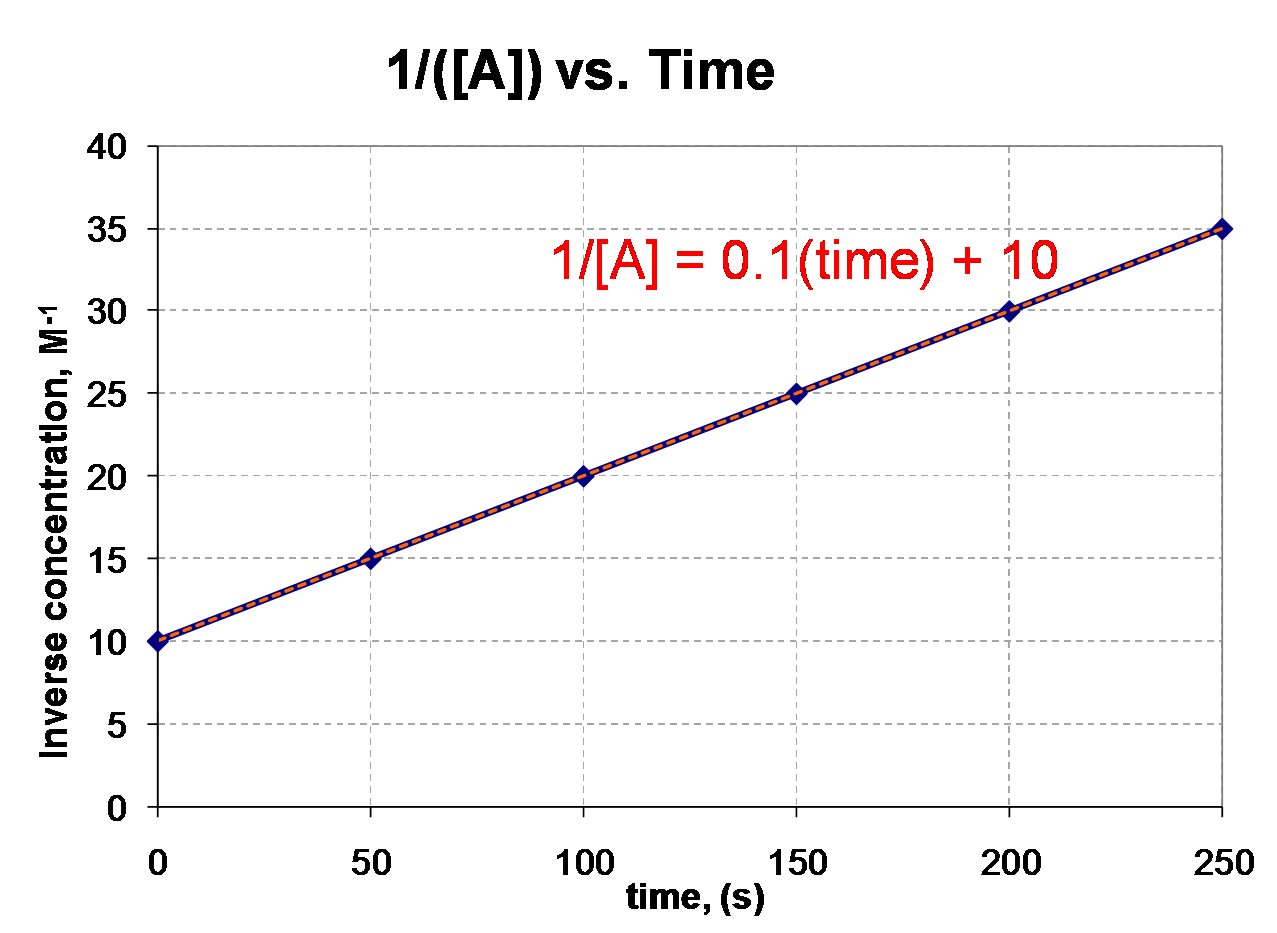 1/([A]) vs. Time
40
35
30
25
20
15
10
5
0
Inverse concentration, M-1
1/[A] = 0.1(time) + 10
0 50 100 150 200 250
time, (s)